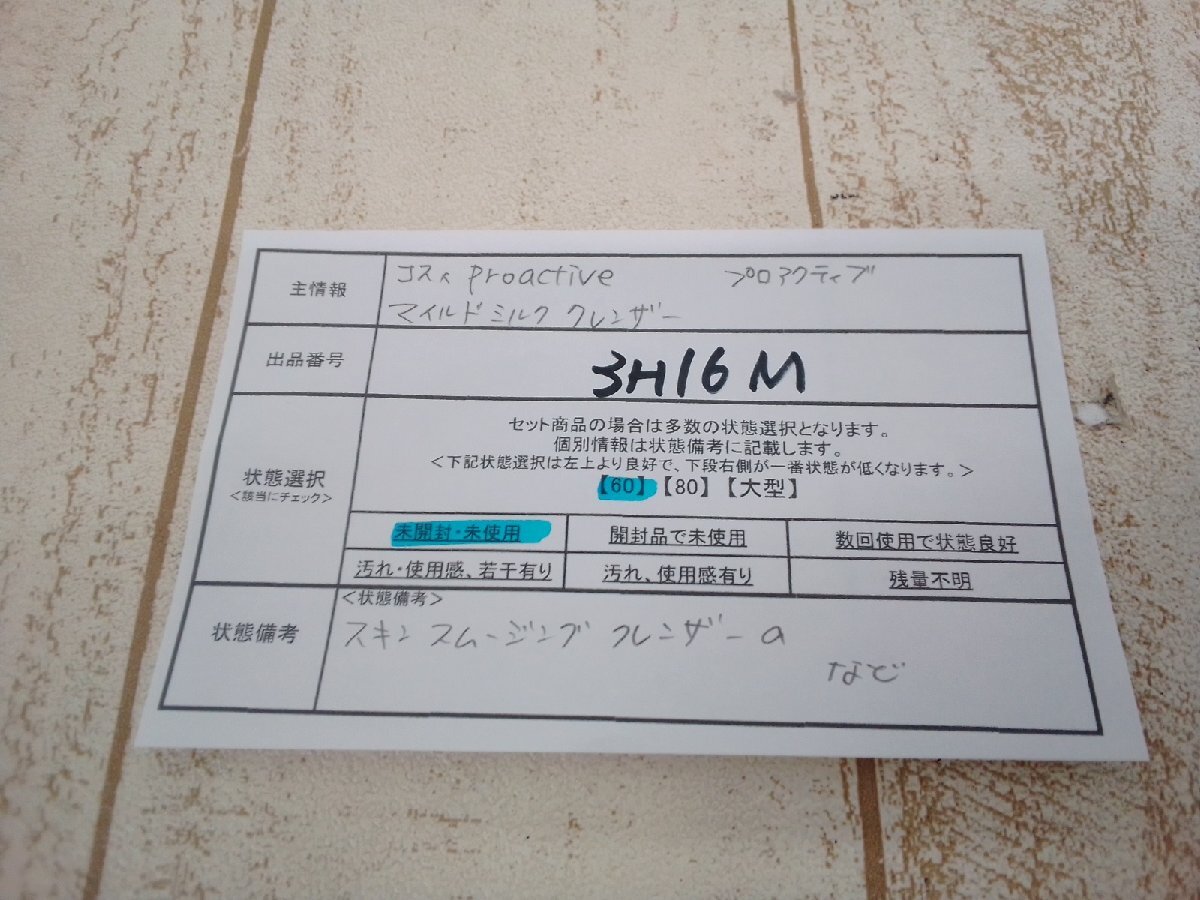 主情報
コスメ proactive プロアクティブ
マイルドミルク クレンザー
出品番号
3H16M
状態選択
<該当にチェック>
セット商品の場合は多数の状態選択となります。
個別情報は状態備考に記載します。
<下記状態選択は左上より良好で、下段右側が一番状態が低くなります。>
【60】【80】【大型】
未開封・未使用 開封品で未使用 数回使用で状態良好
汚れ・使用感、若干有り 汚れ、使用感有り 残量不明
状態備考
<状態備考>
スキン スムージング クレンザーa
など